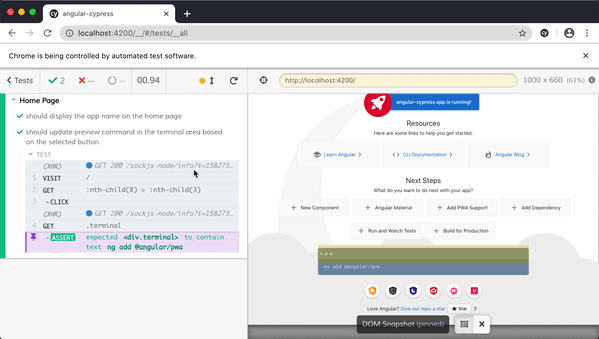 angular-cypress
localhost:4200/__/#/tests/__all
Chrome is being controlled by automated test software.
Tests 2 -- -- 00.94
http://localhost:4200/ 1000 x 660 (63%)
Home Page
should display the app name on the home page
should update preview command in the terminal area based
on the selected button
TEST
(XHR) GET 200 /sockjs-node/info?t=158273...
1 VISIT /
2 GET :nth-child(8) > :nth-child(3)
3 -CLICK
(XHR) GET 200 /sockjs-node/info?t=158273...
4 GET .terminal
-ASSERT expected <div.terminal> to contain
text ng add @angular/pwa
angular-cypress app is running!
Resources
Here are some links to help you get started:
Learn Angular
CLI Documentation
Angular Blog
Next Steps
What do you want to do next with your app?
New Component
Angular Material
Add PWA Support
Add Dependency
Run and Watch Tests
Build for Production
ng add @angular/pwa
Love Angular? Give our repo a star. Star
DOM Snapshot (pinned)